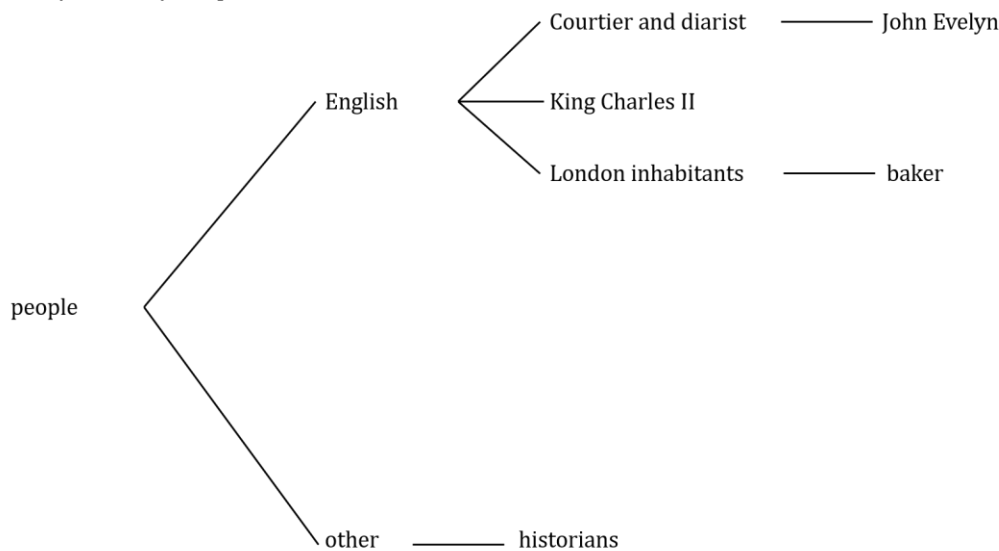 Courtier and diarist John Evelyn
English King Charles II
London inhabitants baker
people
other historians